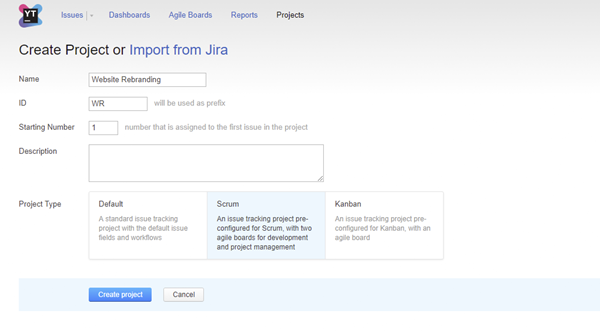 YT
Issues Dashboards Agile Boards Reports Projects
Create Project or Import from Jira
Name Website Rebranding
ID WR will be used as prefix
Starting Number 1 number that is assigned to the first issue in the project
Description
Project Type
Default
A standard issue tracking
project with the default issue
fields and workflows
Scrum
An issue tracking project pre-
configured for Scrum, with two
agile boards for development
and project management
Kanban
An issue tracking project pre-
configured for Kanban, with an
agile board
Create project Cancel